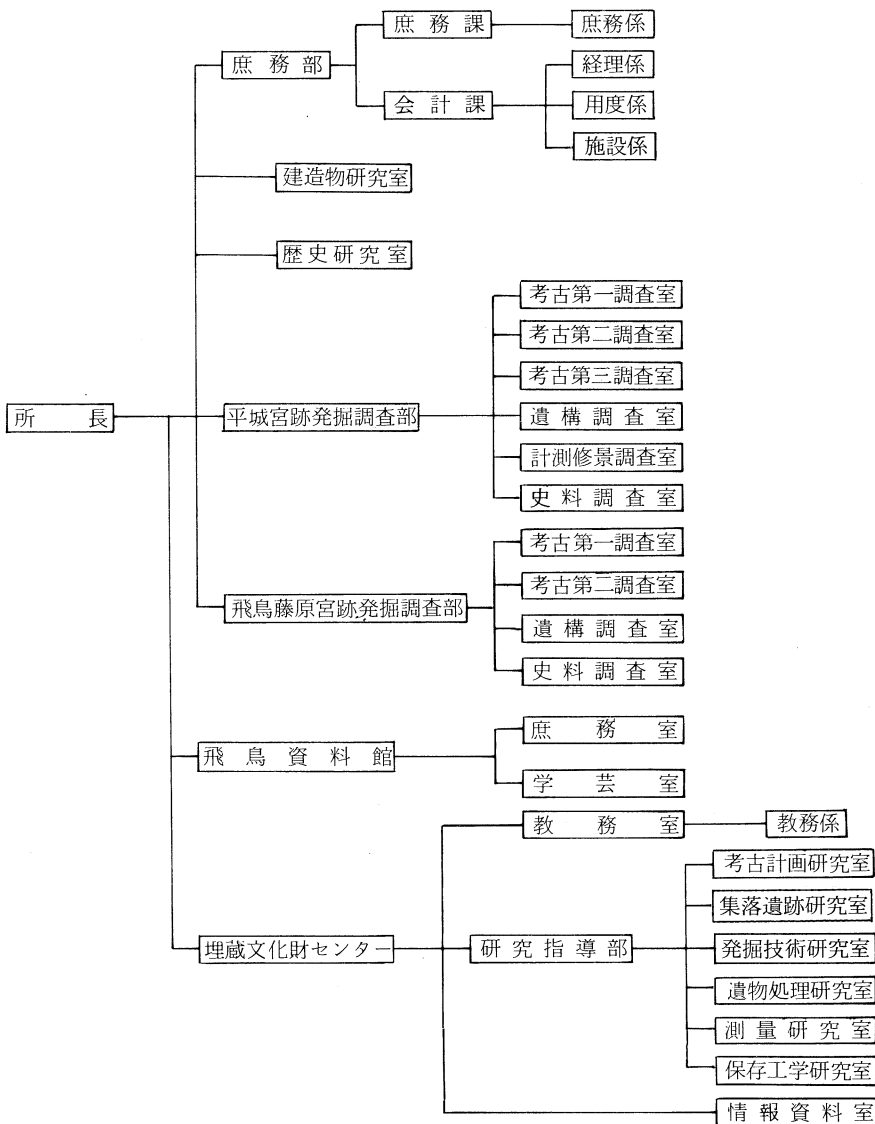 庶務課
庶務係
庶務部
経理係
会計課
用度係
施設係
建造物研究室
歴史研究室
考古第一調査室
考古第二調査室
考古第三調査室
所長
平城宮跡発掘調査部
遺構調査室
計測修景調査室
史料調査室
考古第一調査室
考古第二調査室
飛鳥藤原宮跡発掘調査部
遺構調査室
史料調査室
庶務室
飛鳥資料館
学芸室
教務室
教務係
考古計画研究室
集落遺跡研究室
埋蔵文化財センター
研究指導部
発掘技術研究室
遺物処理研究室
測量研究室
保存工学研究室
情報資料室